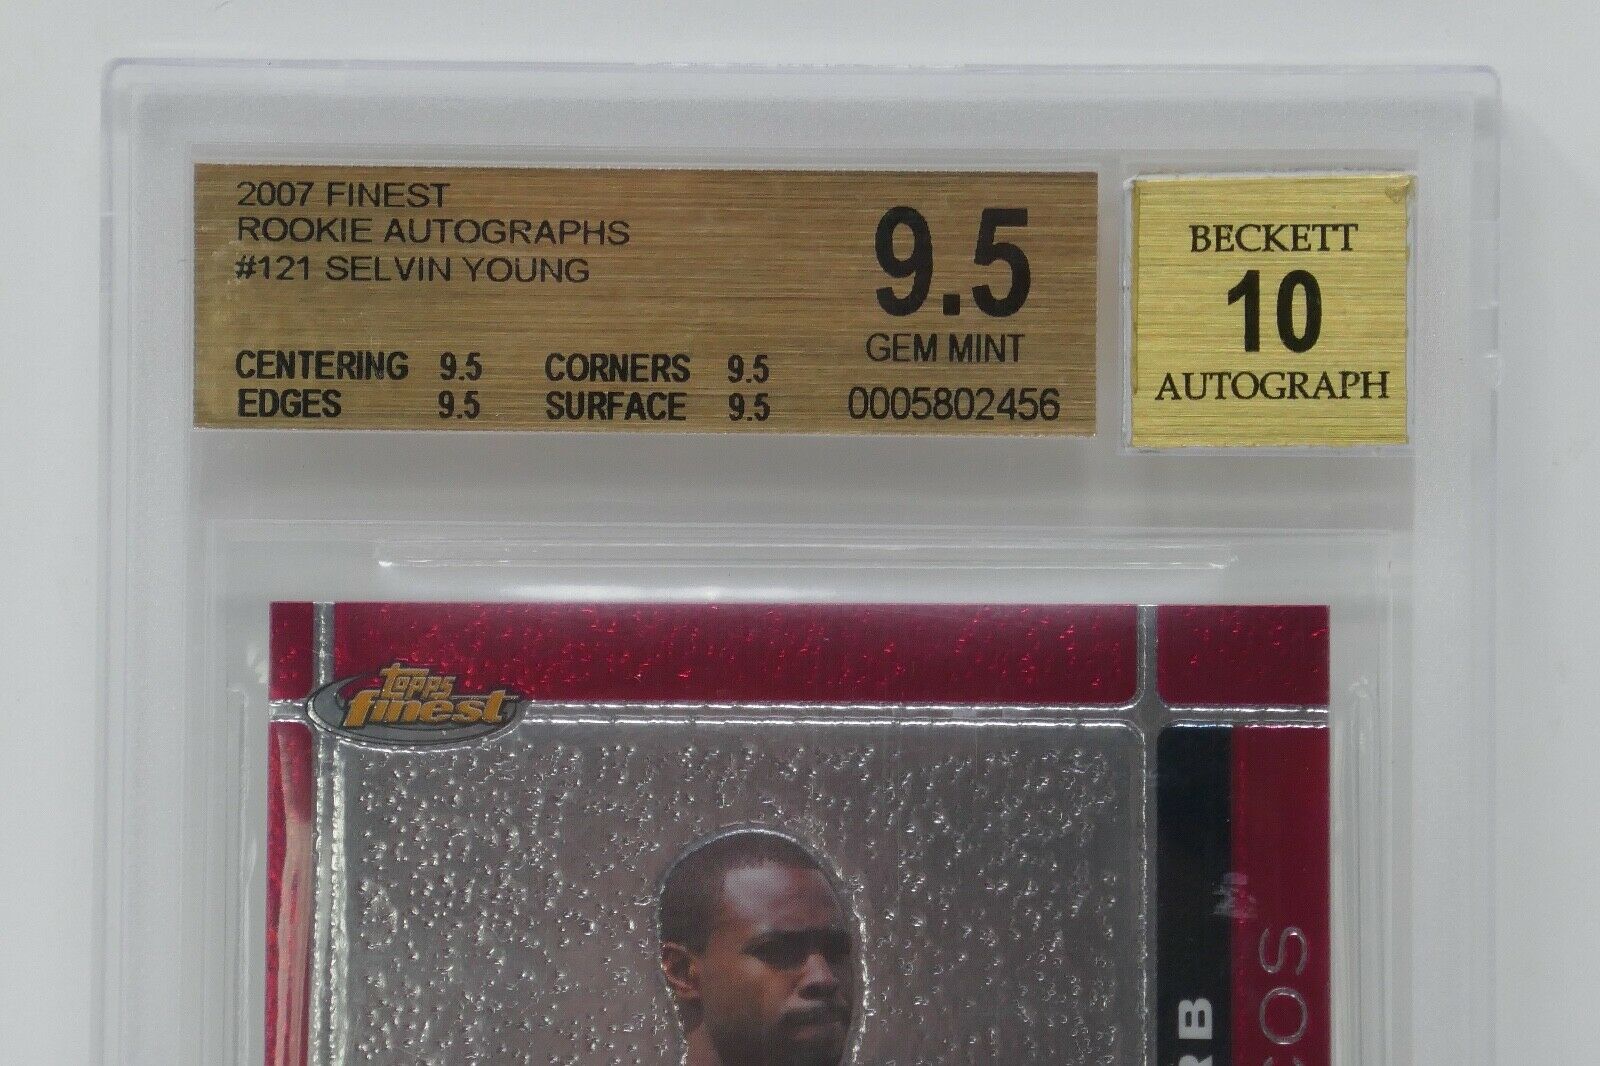 2007 FINEST
ROOKIE AUTOGRAPHS
#121 SELVIN YOUNG
9.5
GEM MINT
CENTERING 9.5 CORNERS 9.5
EDGES 9.5 SURFACE 9.5
0005802456
BECKETT
10
AUTOGRAPH
topps
finest
RB
COS